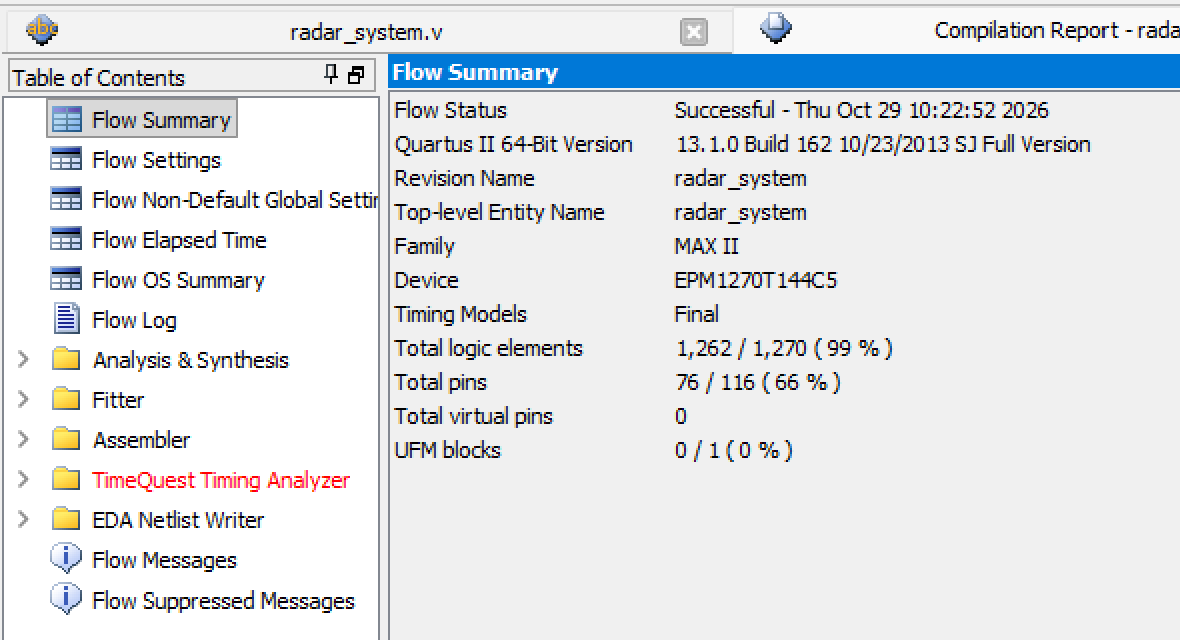 abc radar_system.v
Compilation Report - rada
Table of Contents
Flow Summary
Flow Settings
Flow Non-Default Global Settin
Flow Elapsed Time
Flow OS Summary
Flow Log
Analysis & Synthesis
Fitter
Assembler
TimeQuest Timing Analyzer
EDA Netlist Writer
Flow Messages
Flow Suppressed Messages
Flow Summary
Flow Status Successful - Thu Oct 29 10:22:52 2026
Quartus II 64-Bit Version 13.1.0 Build 162 10/23/2013 SJ Full Version
Revision Name radar_system
Top-level Entity Name radar_system
Family MAX II
Device EPM1270T144C5
Timing Models Final
Total logic elements 1,262 / 1,270 ( 99 % )
Total pins 76 / 116 ( 66 % )
Total virtual pins 0
UFM blocks 0 / 1 ( 0 % )